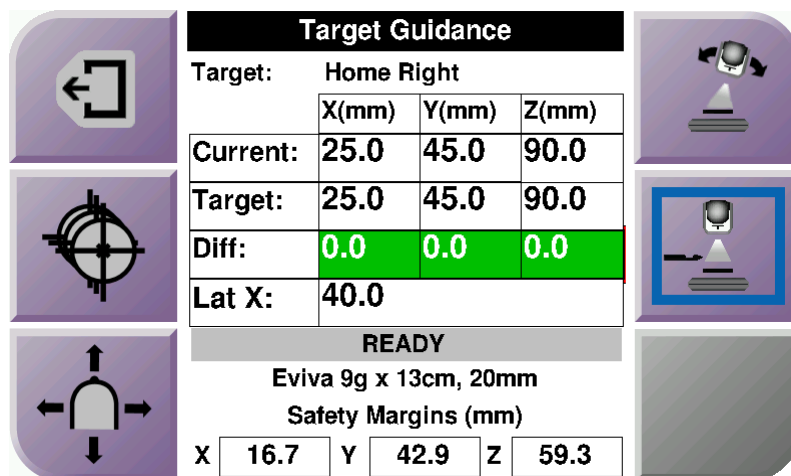 Target Guidance
Target: Home Right
X(mm) Y(mm) Z(mm)
Current: 25.0 45.0 90.0
Target: 25.0 45.0 90.0
Diff: 0.0 0.0 0.0
Lat X: 40.0
READY
Eviva 9g x 13cm, 20mm
Safety Margins (mm)
X 16.7 Y 42.9 Z 59.3